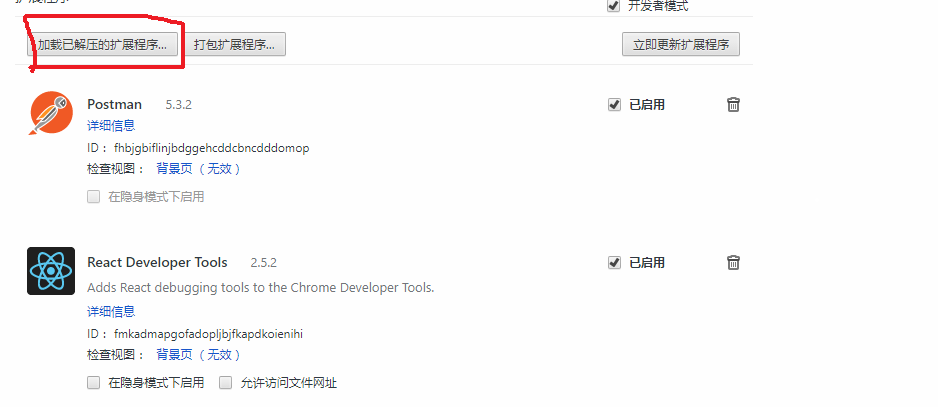 扩展程序 开发者模式
加载已解压的扩展程序... 打包扩展程序... 立即更新扩展程序
Postman 5.3.2 已启用
详细信息
ID： fhbjgbiflinjbdggehcddcbncdddomop
检查视图： 背景页 （无效）
在隐身模式下启用
React Developer Tools 2.5.2 已启用
Adds React debugging tools to the Chrome Developer Tools.
详细信息
ID： fmkadmapgofadopljbjfkapdkoienihi
检查视图： 背景页 （无效）
在隐身模式下启用 允许访问文件网址